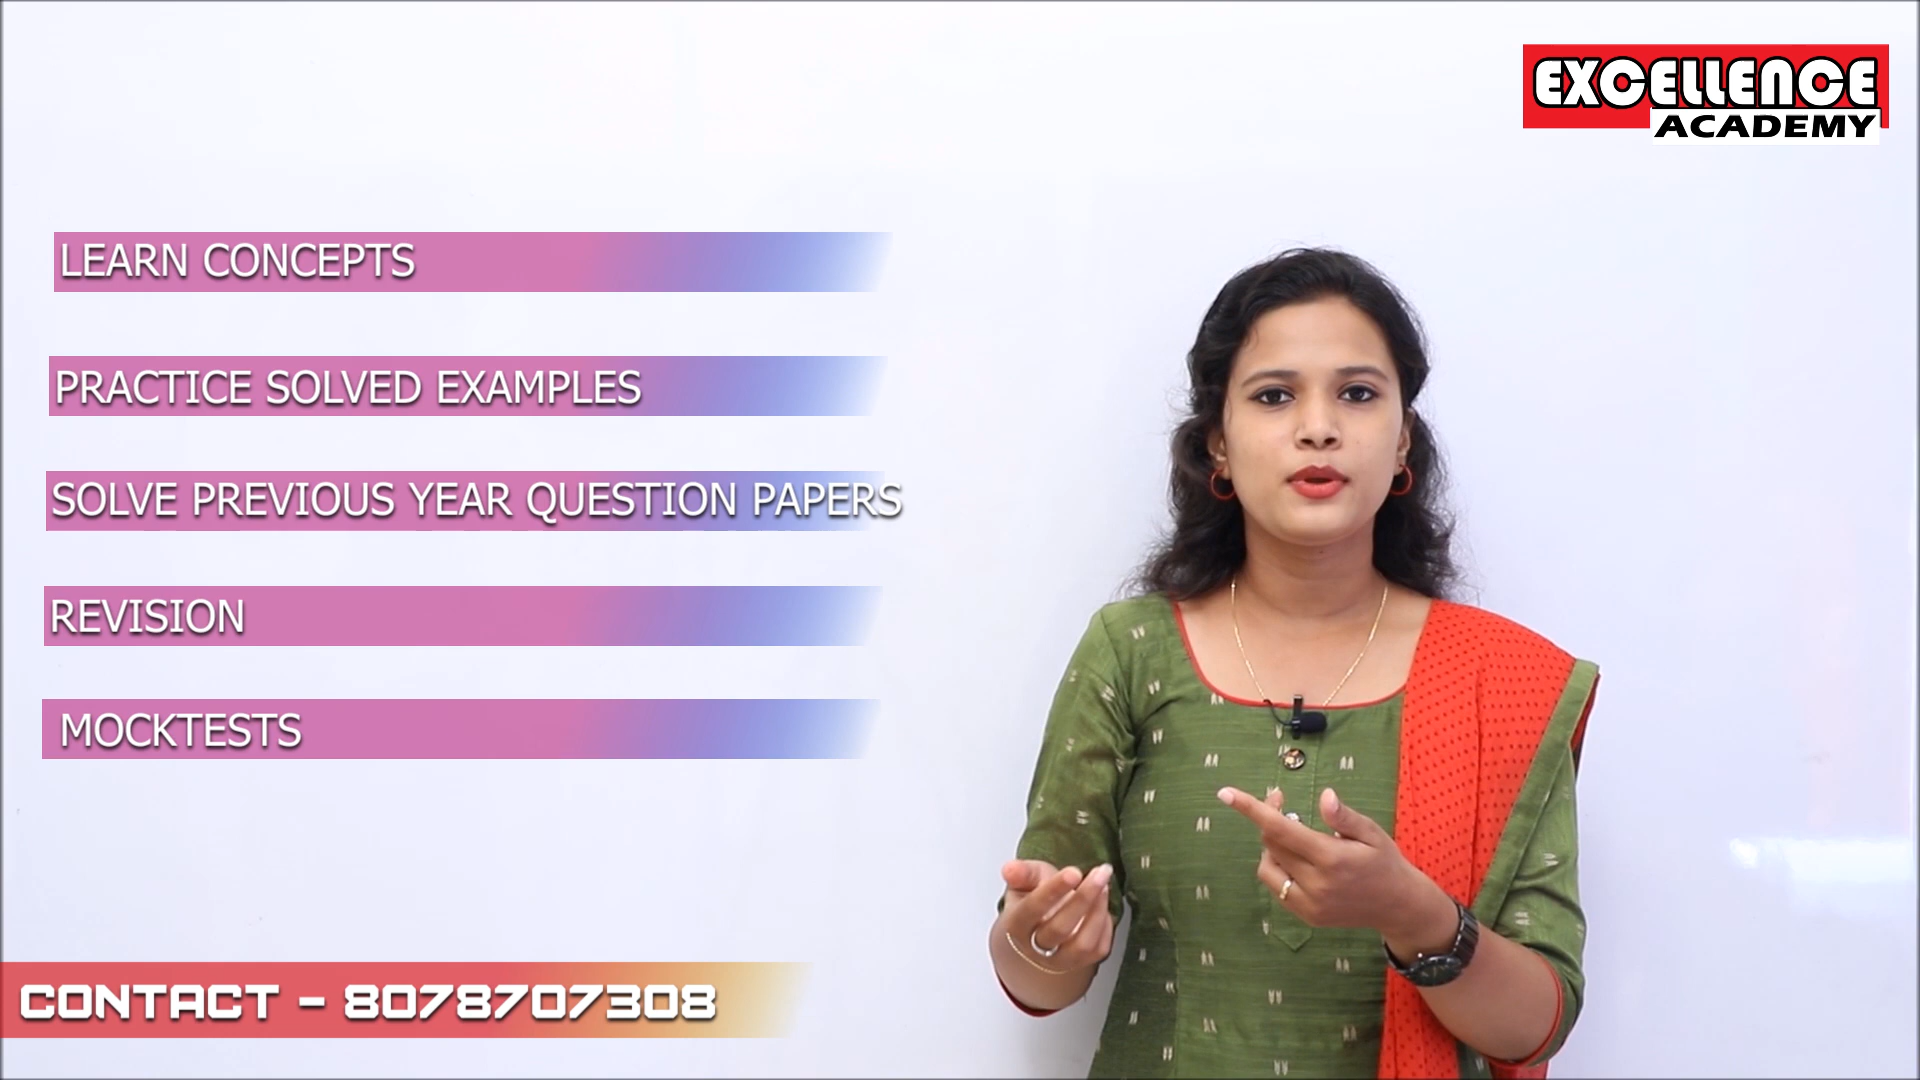 EXCELLENCE
ACADEMY
LEARN CONCEPTS
PRACTICE SOLVED EXAMPLES
SOLVE PREVIOUS YEAR QUESTION PAPERS
REVISION
MOCKTESTS
CONTACT - 8078707308